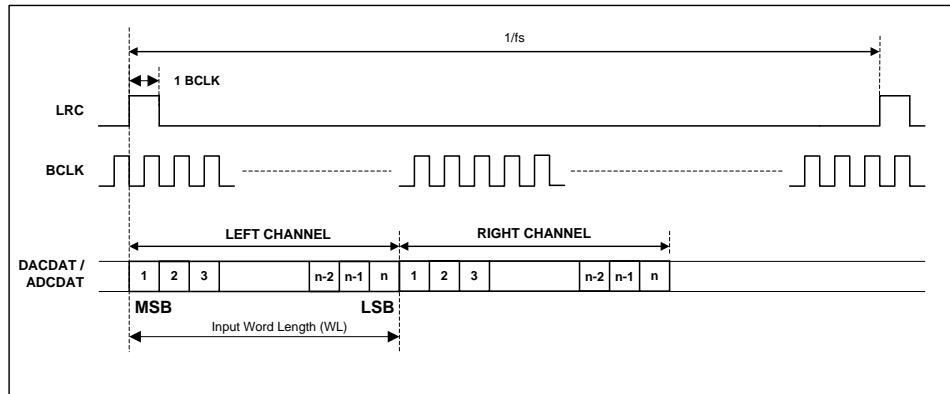 1/fs
1 BCLK
LRC
BCLK
LEFT CHANNEL
RIGHT CHANNEL
DACDAT /
ADCDAT
1 2 3 n-2 n-1 n 1 2 3 n-2 n-1 n
MSB LSB
Input Word Length (WL)